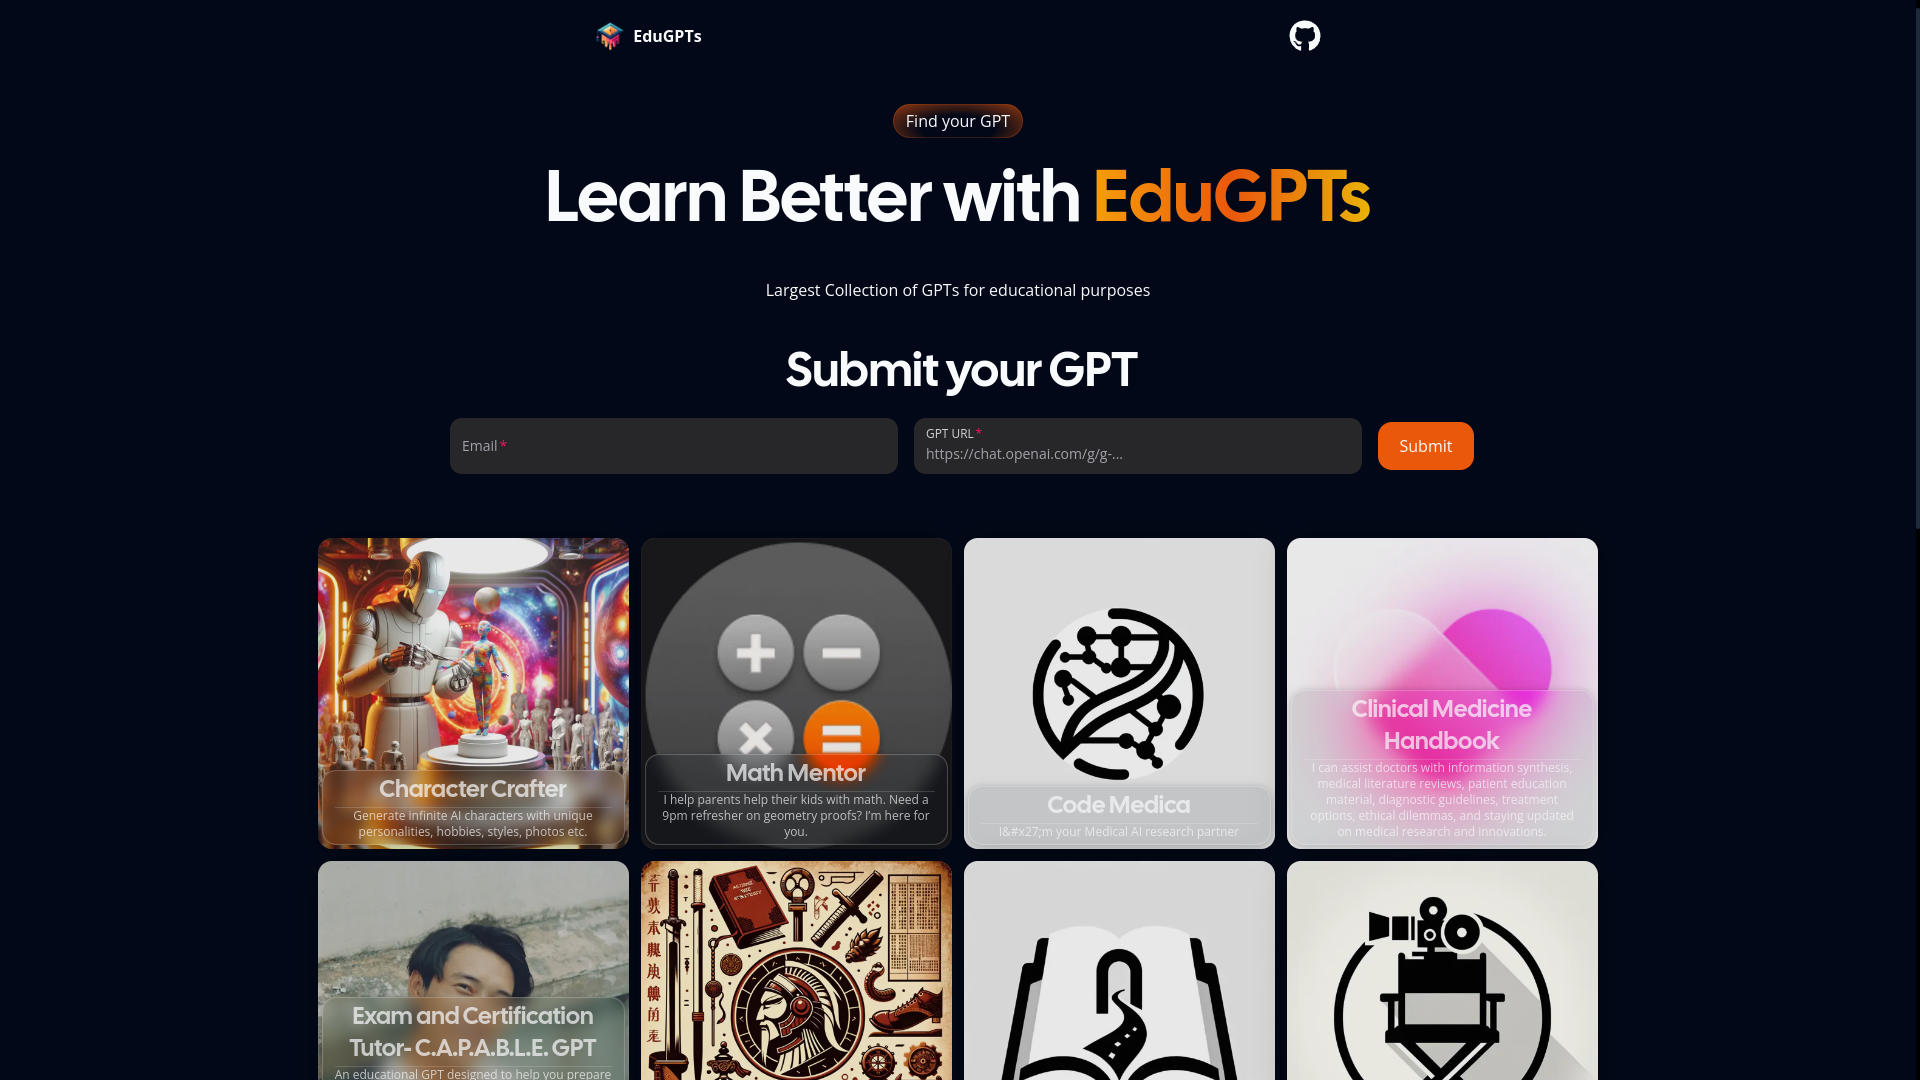 EduGPTs
Find your GPT
Learn Better with EduGPTs
Largest Collection of GPTs for educational purposes
Submit your GPT
Email*
GPT URL*
https://chat.openai.com/g/g-...
Submit
Character Crafter
Generate infinite AI characters with unique
personalities, hobbies, styles, photos etc.
Math Mentor
I help parents help their kids with math. Need a
9pm refresher on geometry proofs? I'm here for
you.
Code Medica
I&#x27;m your Medical AI research partner
Clinical Medicine
Handbook
I can assist doctors with information synthesis,
medical literature reviews, patient education
material, diagnostic guidelines, treatment
options, ethical dilemmas, and staying updated
on medical research and innovations.
Exam and Certification
Tutor- C.A.P.A.B.L.E. GPT
An educational GPT designed to help you prepare